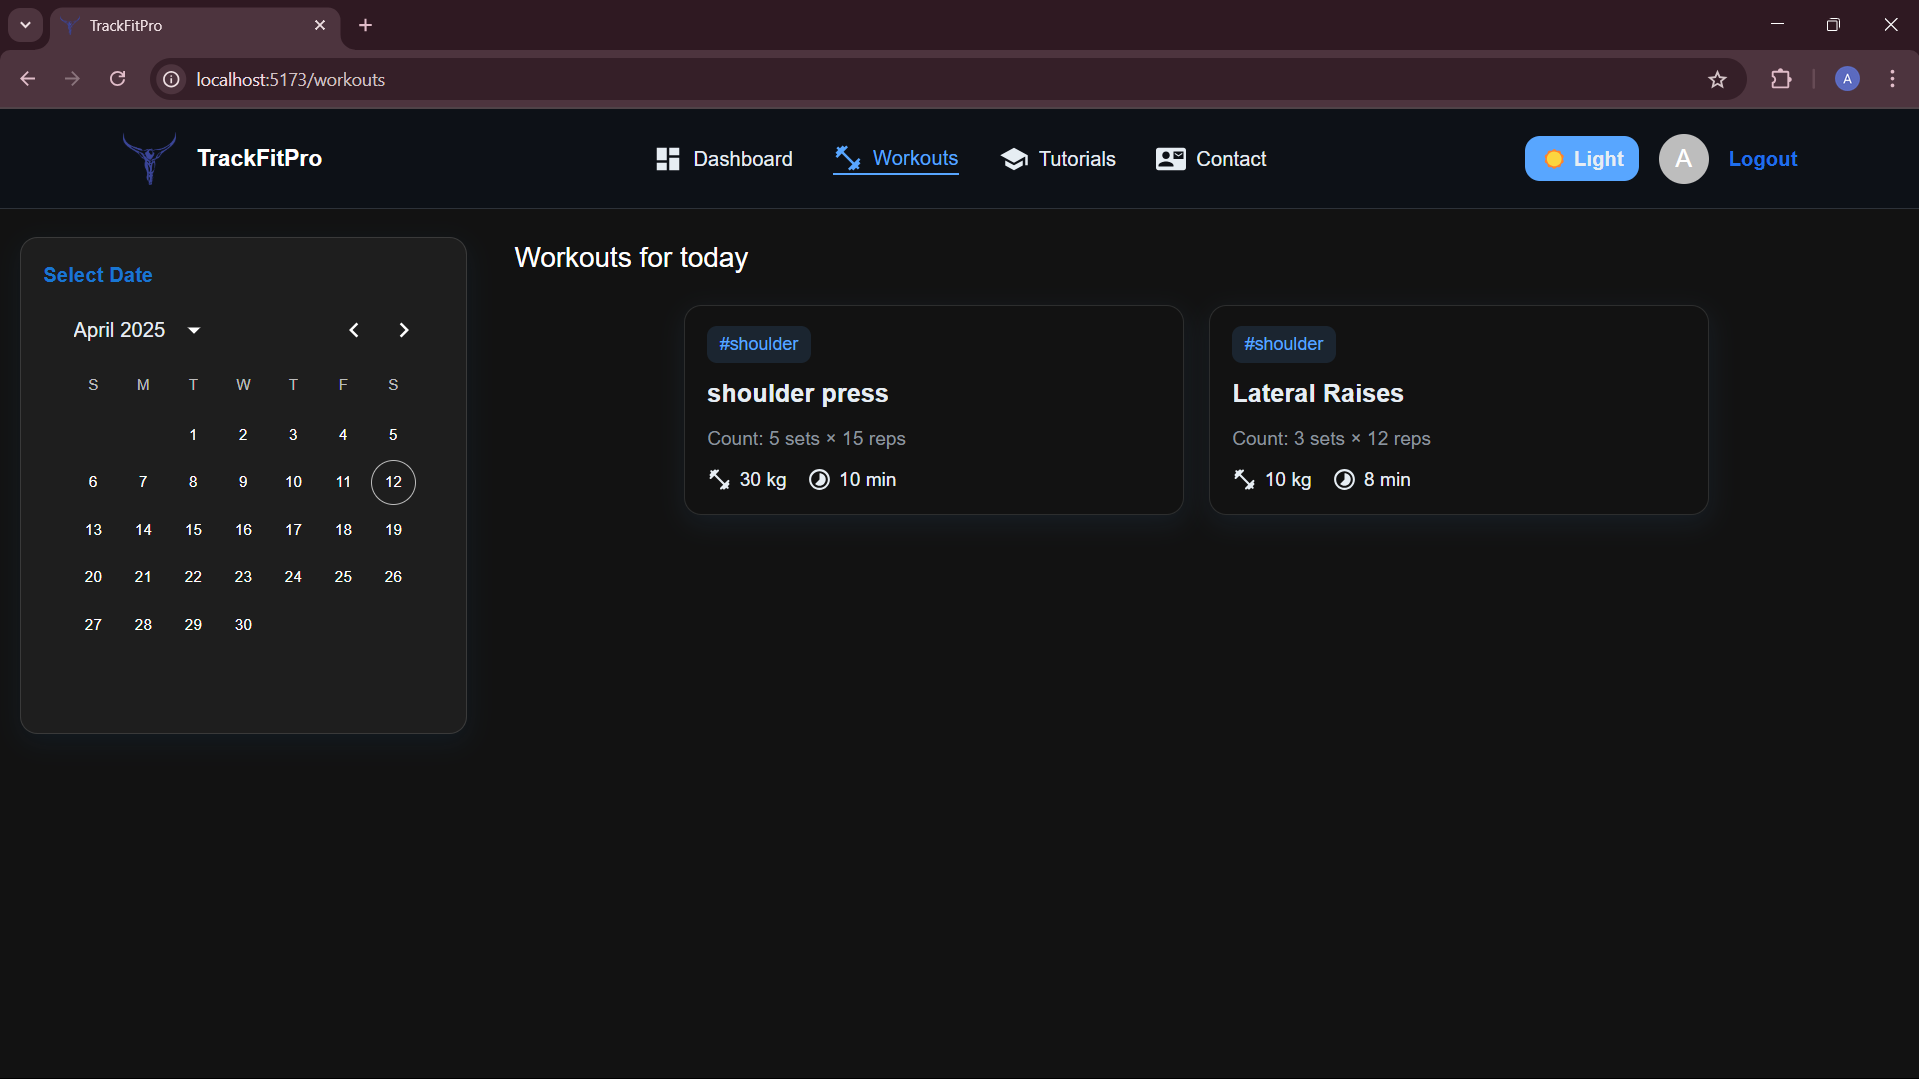 TrackFitPro
localhost:5173/workouts
A
TrackFitPro
Dashboard
Workouts
Tutorials
Contact
Light
A
Logout
Select Date
April 2025
S M T W T F S
1 2 3 4 5
6 7 8 9 10 11 12
13 14 15 16 17 18 19
20 21 22 23 24 25 26
27 28 29 30
Workouts for today
#shoulder
shoulder press
Count: 5 sets × 15 reps
30 kg 10 min
#shoulder
Lateral Raises
Count: 3 sets × 12 reps
10 kg 8 min